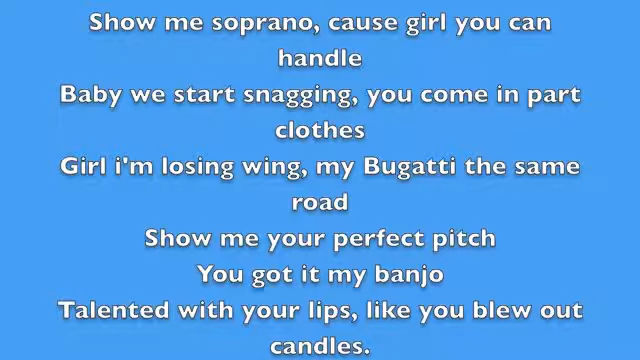 Show me soprano, cause girl you can
handle
Baby we start snagging, you come in part
clothes
Girl i'm losing wing, my Bugatti the same
road
Show me your perfect pitch
You got it my banjo
Talented with your lips, like you blew out
candles.